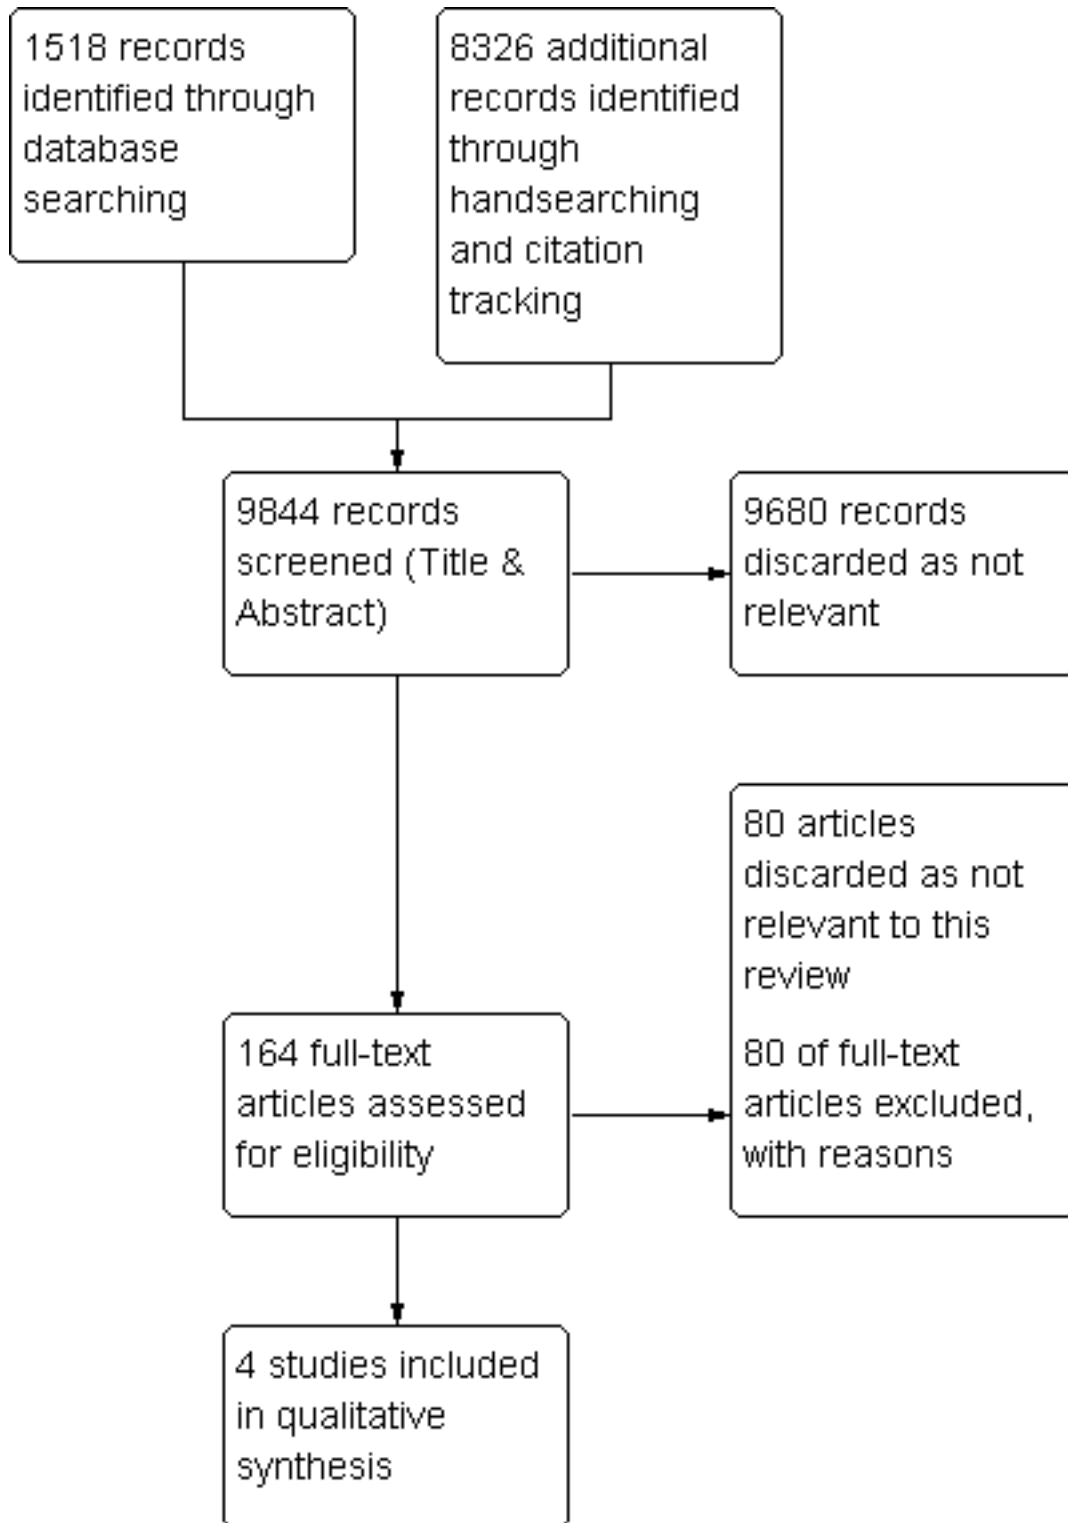 1518 records
identified through
database
searching
8326 additional
records identified
through
handsearching
and citation
tracking
9844 records
screened (Title &
Abstract)
9680 records
discarded as not
relevant
80 articles
discarded as not
relevant to this
review
80 of full-text
articles excluded,
with reasons
164 full-text
articles assessed
for eligibility
4 studies included
in qualitative
synthesis